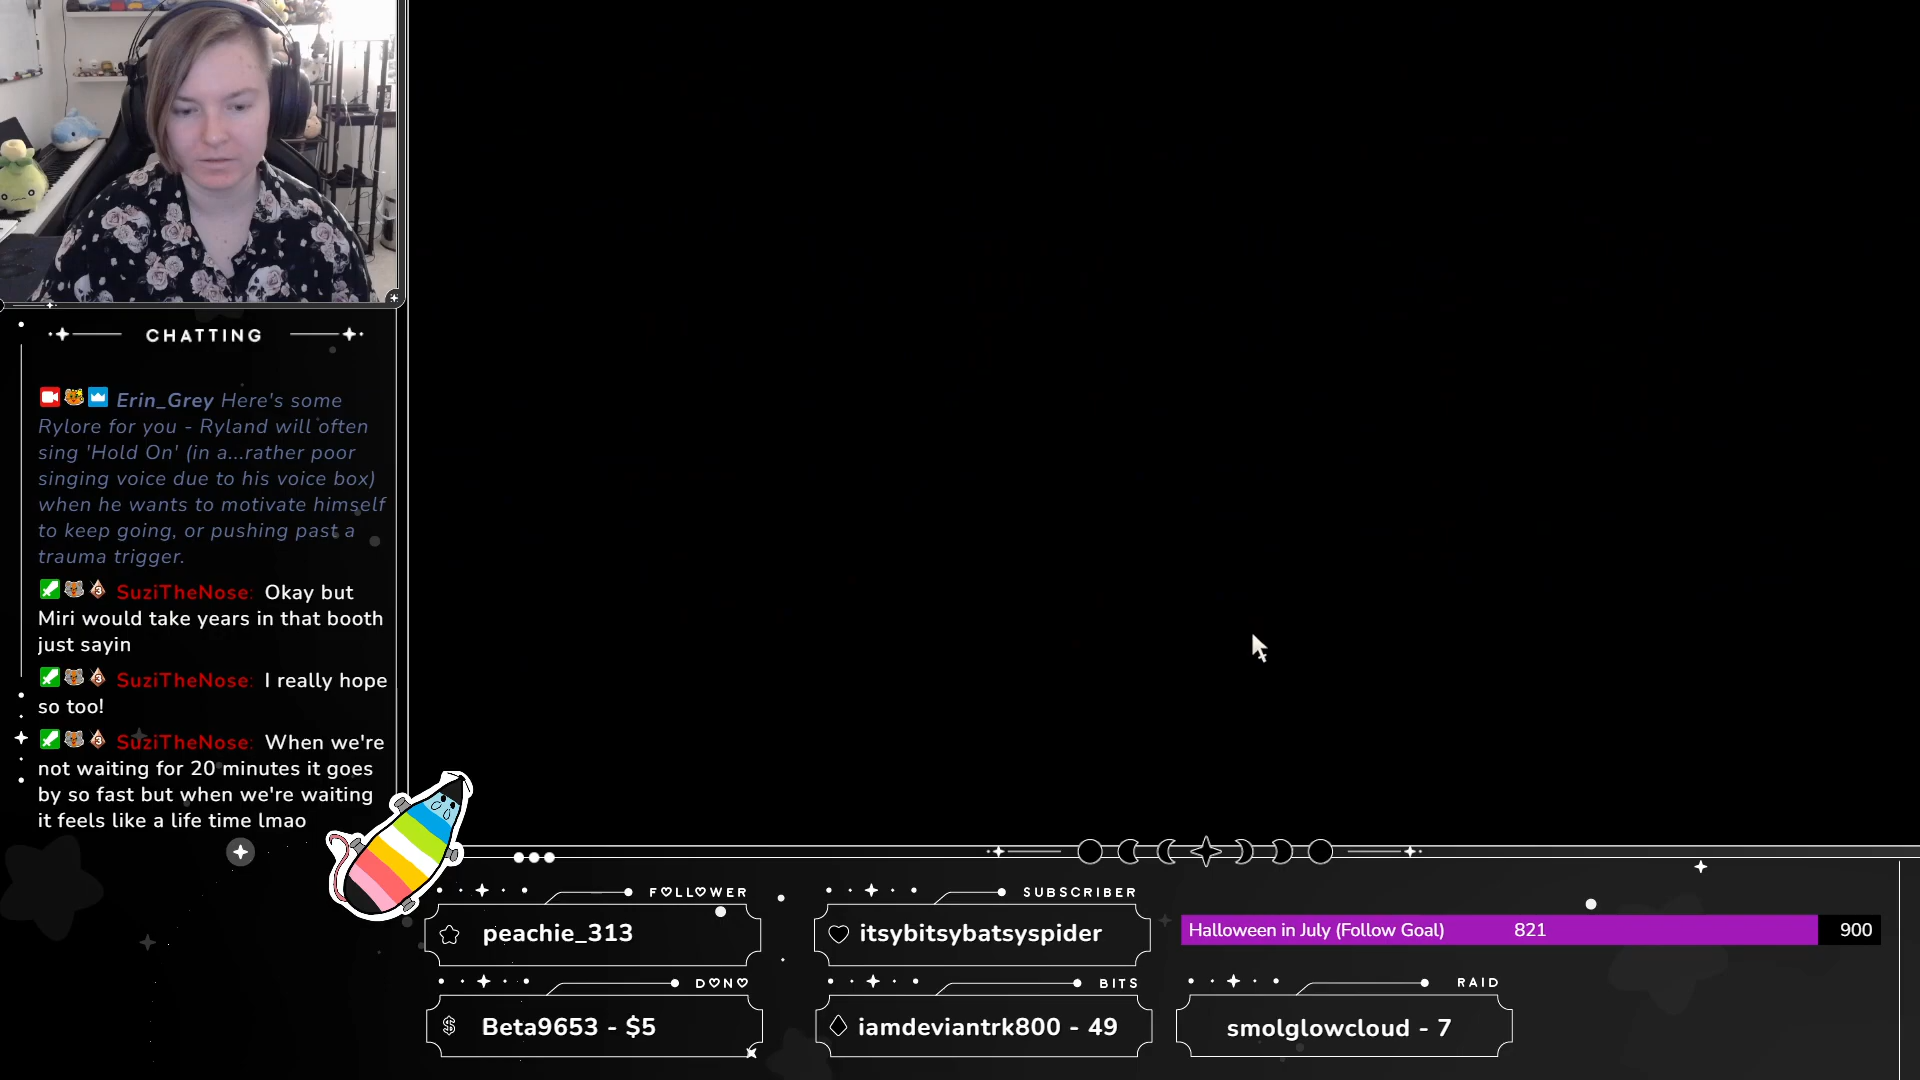 CHATTING
Erin_Grey Here's some
Rylore for you - Ryland will often
sing 'Hold On' (in a...rather poor
singing voice due to his voice box)
when he wants to motivate himself
to keep going, or pushing past a
trauma trigger.
SuziTheNose: Okay but
Miri would take years in that booth
just sayin
SuziTheNose: I really hope
so too!
SuziTheNose: When we're
not waiting for 20 minutes it goes
by so fast but when we're waiting
it feels like a life time lmao
FOLLOWER
peachie_313
SUBSCRIBER
itsybitsybatsyspider
Halloween in July (Follow Goal) 821 900
DONO
Beta9653 - $5
BITS
iamdeviantrk800 - 49
RAID
smolglowcloud - 7